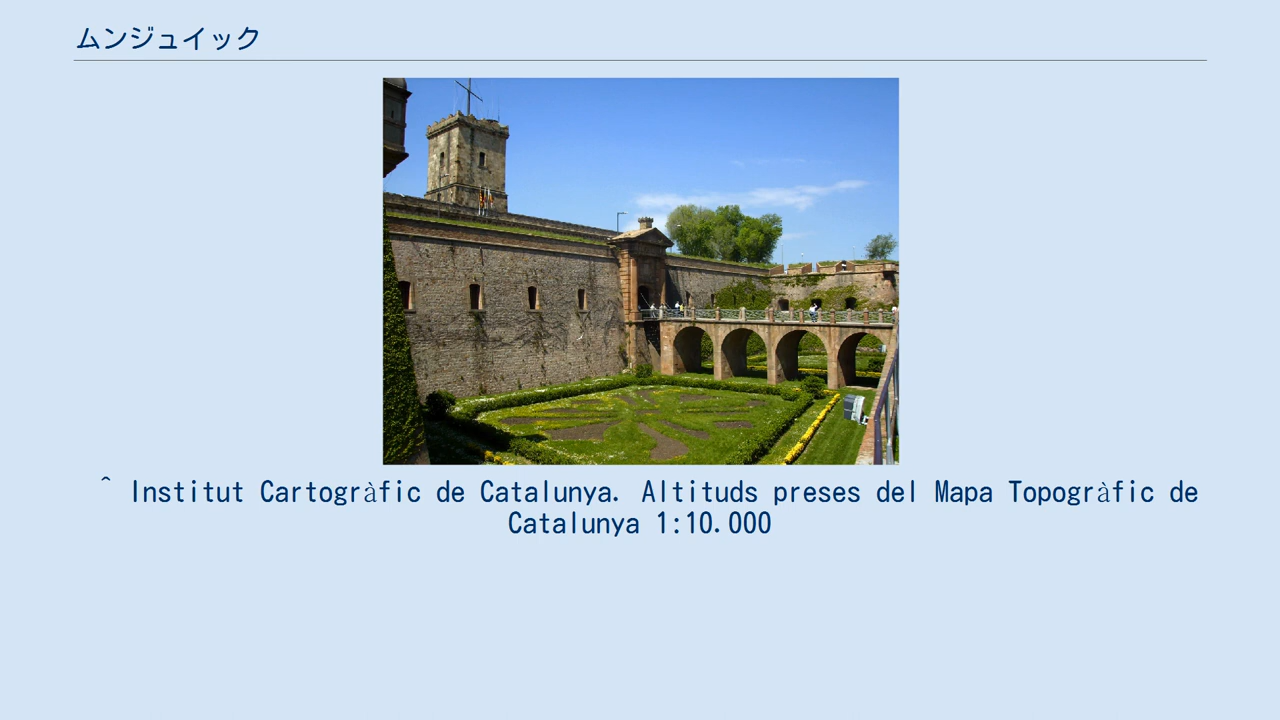 ムンジュイック
^ Institut Cartogràfic de Catalunya. Altituds preses del Mapa Topogràfic de
Catalunya 1:10.000